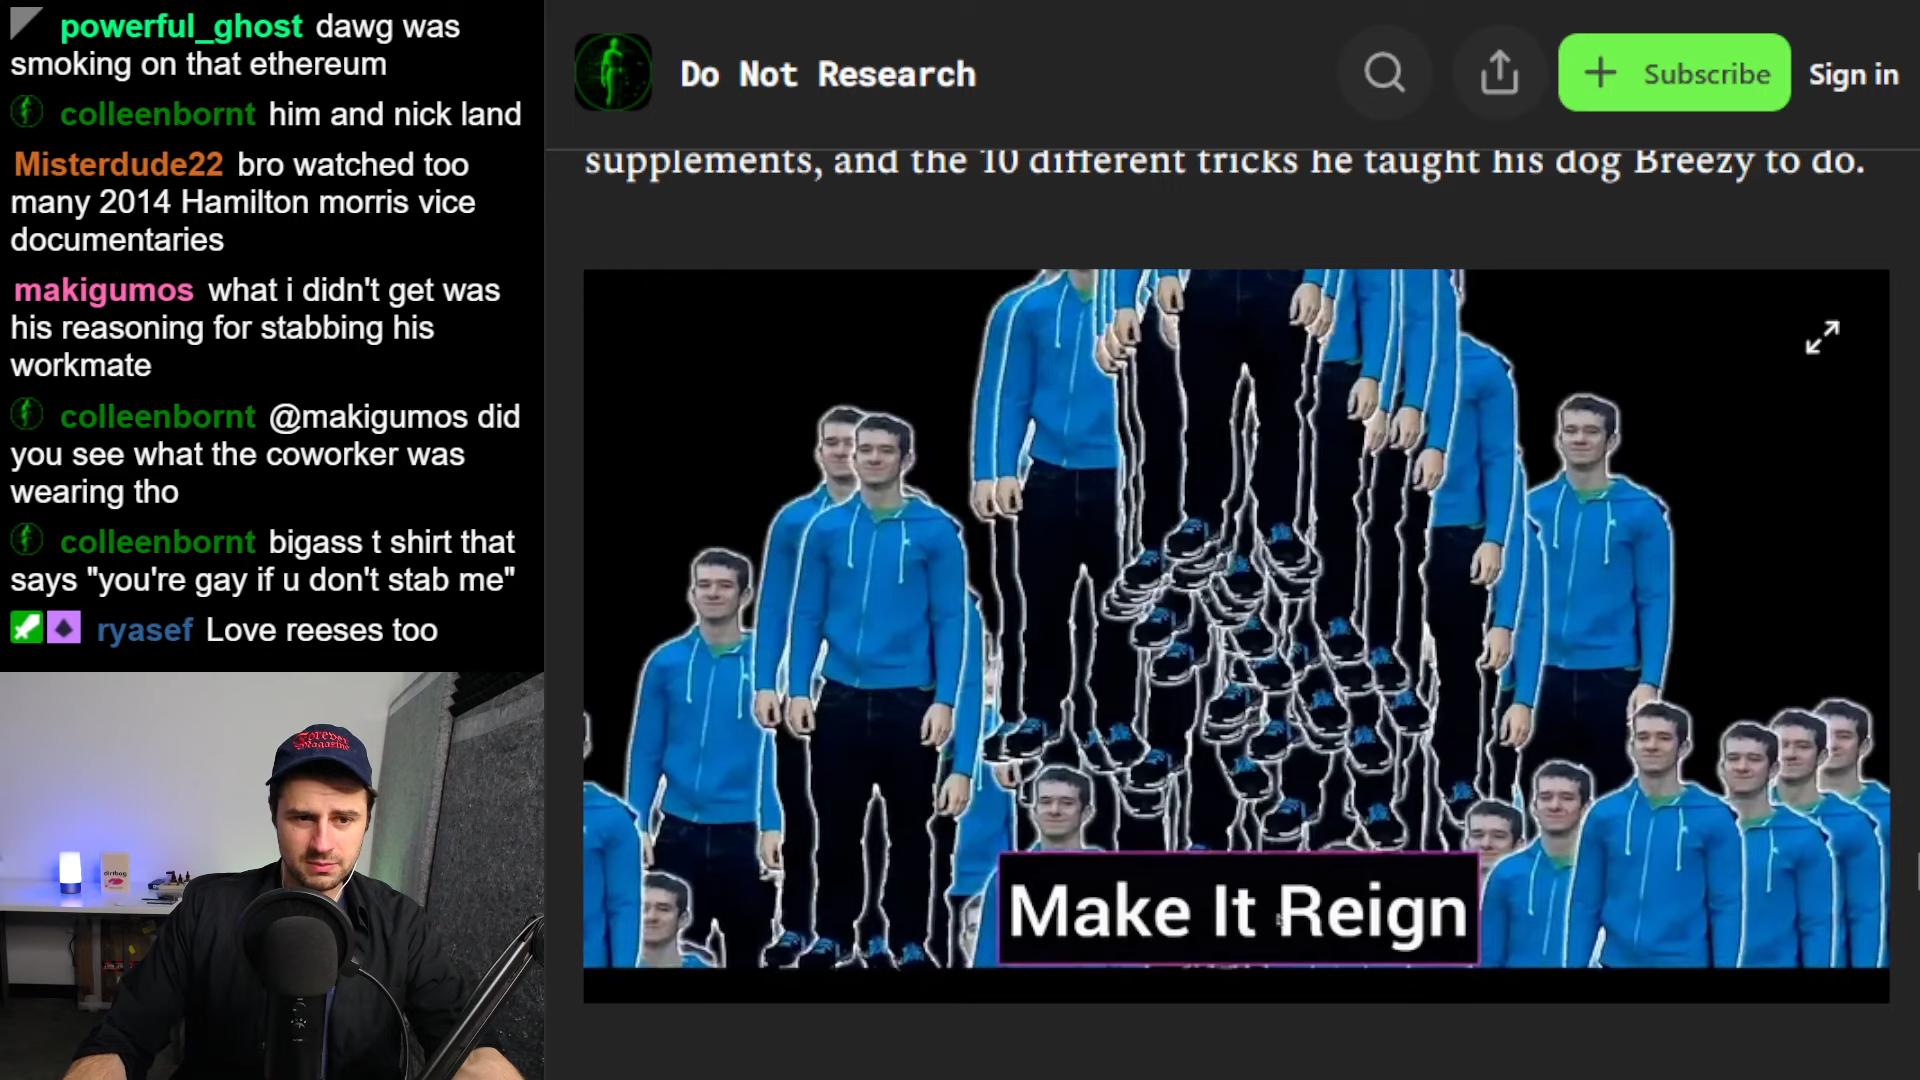 powerful_ghost dawg was
smoking on that ethereum
colleenbornt him and nick land
Misterdude22 bro watched too
many 2014 Hamilton morris vice
documentaries
makigumos what i didn't get was
his reasoning for stabbing his
workmate
colleenbornt @makigumos did
you see what the coworker was
wearing tho
colleenbornt bigass t shirt that
says "you're gay if u don't stab me"
ryasef Love reeses too
Do Not Research
Subscribe
Sign in
supplements, and the 10 different tricks he taught his dog Breezy to do.
Make It Reign
Forever
Magazine
dirtbag